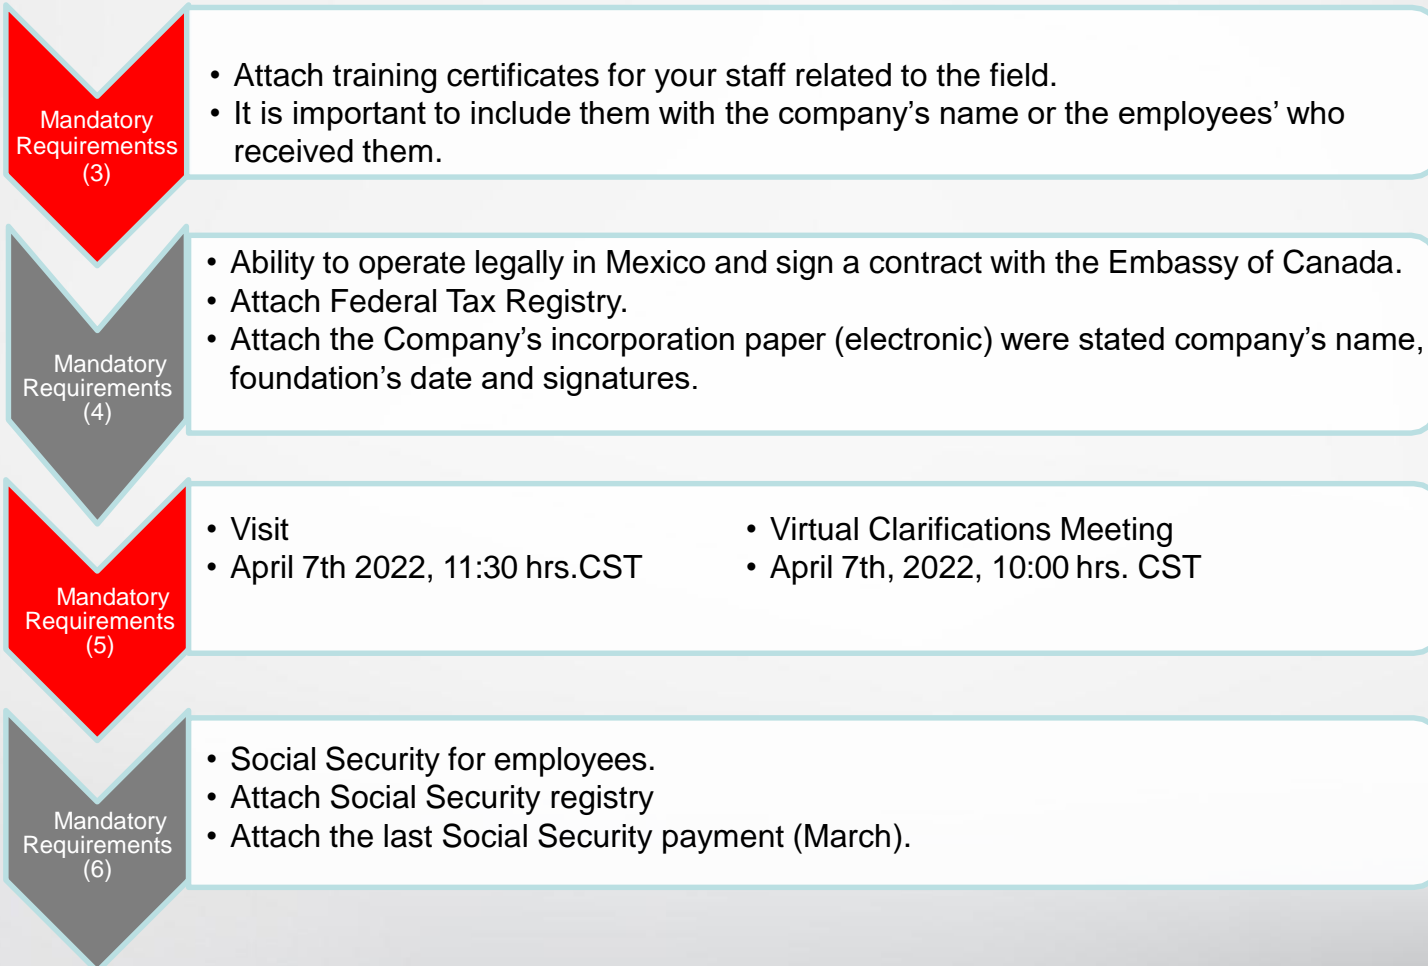 Mandatory
Requirementss
(3)
• Attach training certificates for your staff related to the field.
• It is important to include them with the company's name or the employees' who
received them.
Mandatory
Requirements
(4)
• Ability to operate legally in Mexico and sign a contract with the Embassy of Canada.
• Attach Federal Tax Registry.
• Attach the Company's incorporation paper (electronic) were stated company's name,
foundation's date and signatures.
Mandatory
Requirements
(5)
• Visit
• April 7th 2022, 11:30 hrs.CST
• Virtual Clarifications Meeting
• April 7th, 2022, 10:00 hrs. CST
Mandatory
Requirements
(6)
• Social Security for employees.
• Attach Social Security registry
• Attach the last Social Security payment (March).